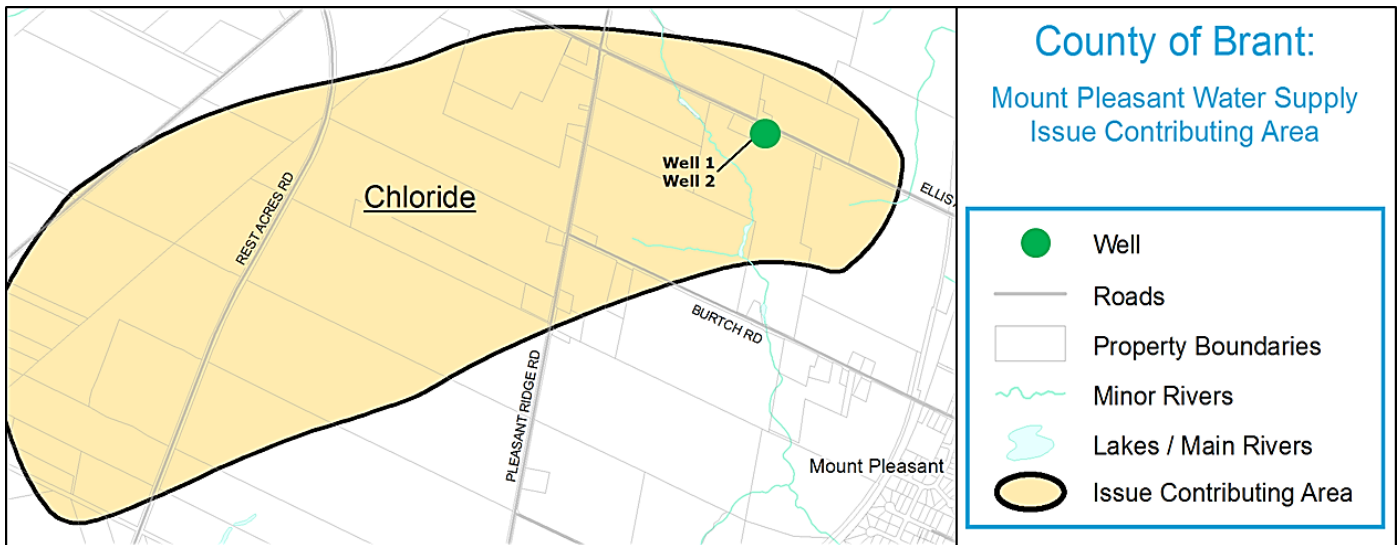 Chloride
REST ACRES RD
PLEASANT RIDGE RD
Well 1
Well 2
BURTCH RD
ELLIS
Mount Pleasant
County of Brant:
Mount Pleasant Water Supply
Issue Contributing Area
Well
Roads
Property Boundaries
Minor Rivers
Lakes / Main Rivers
Issue Contributing Area